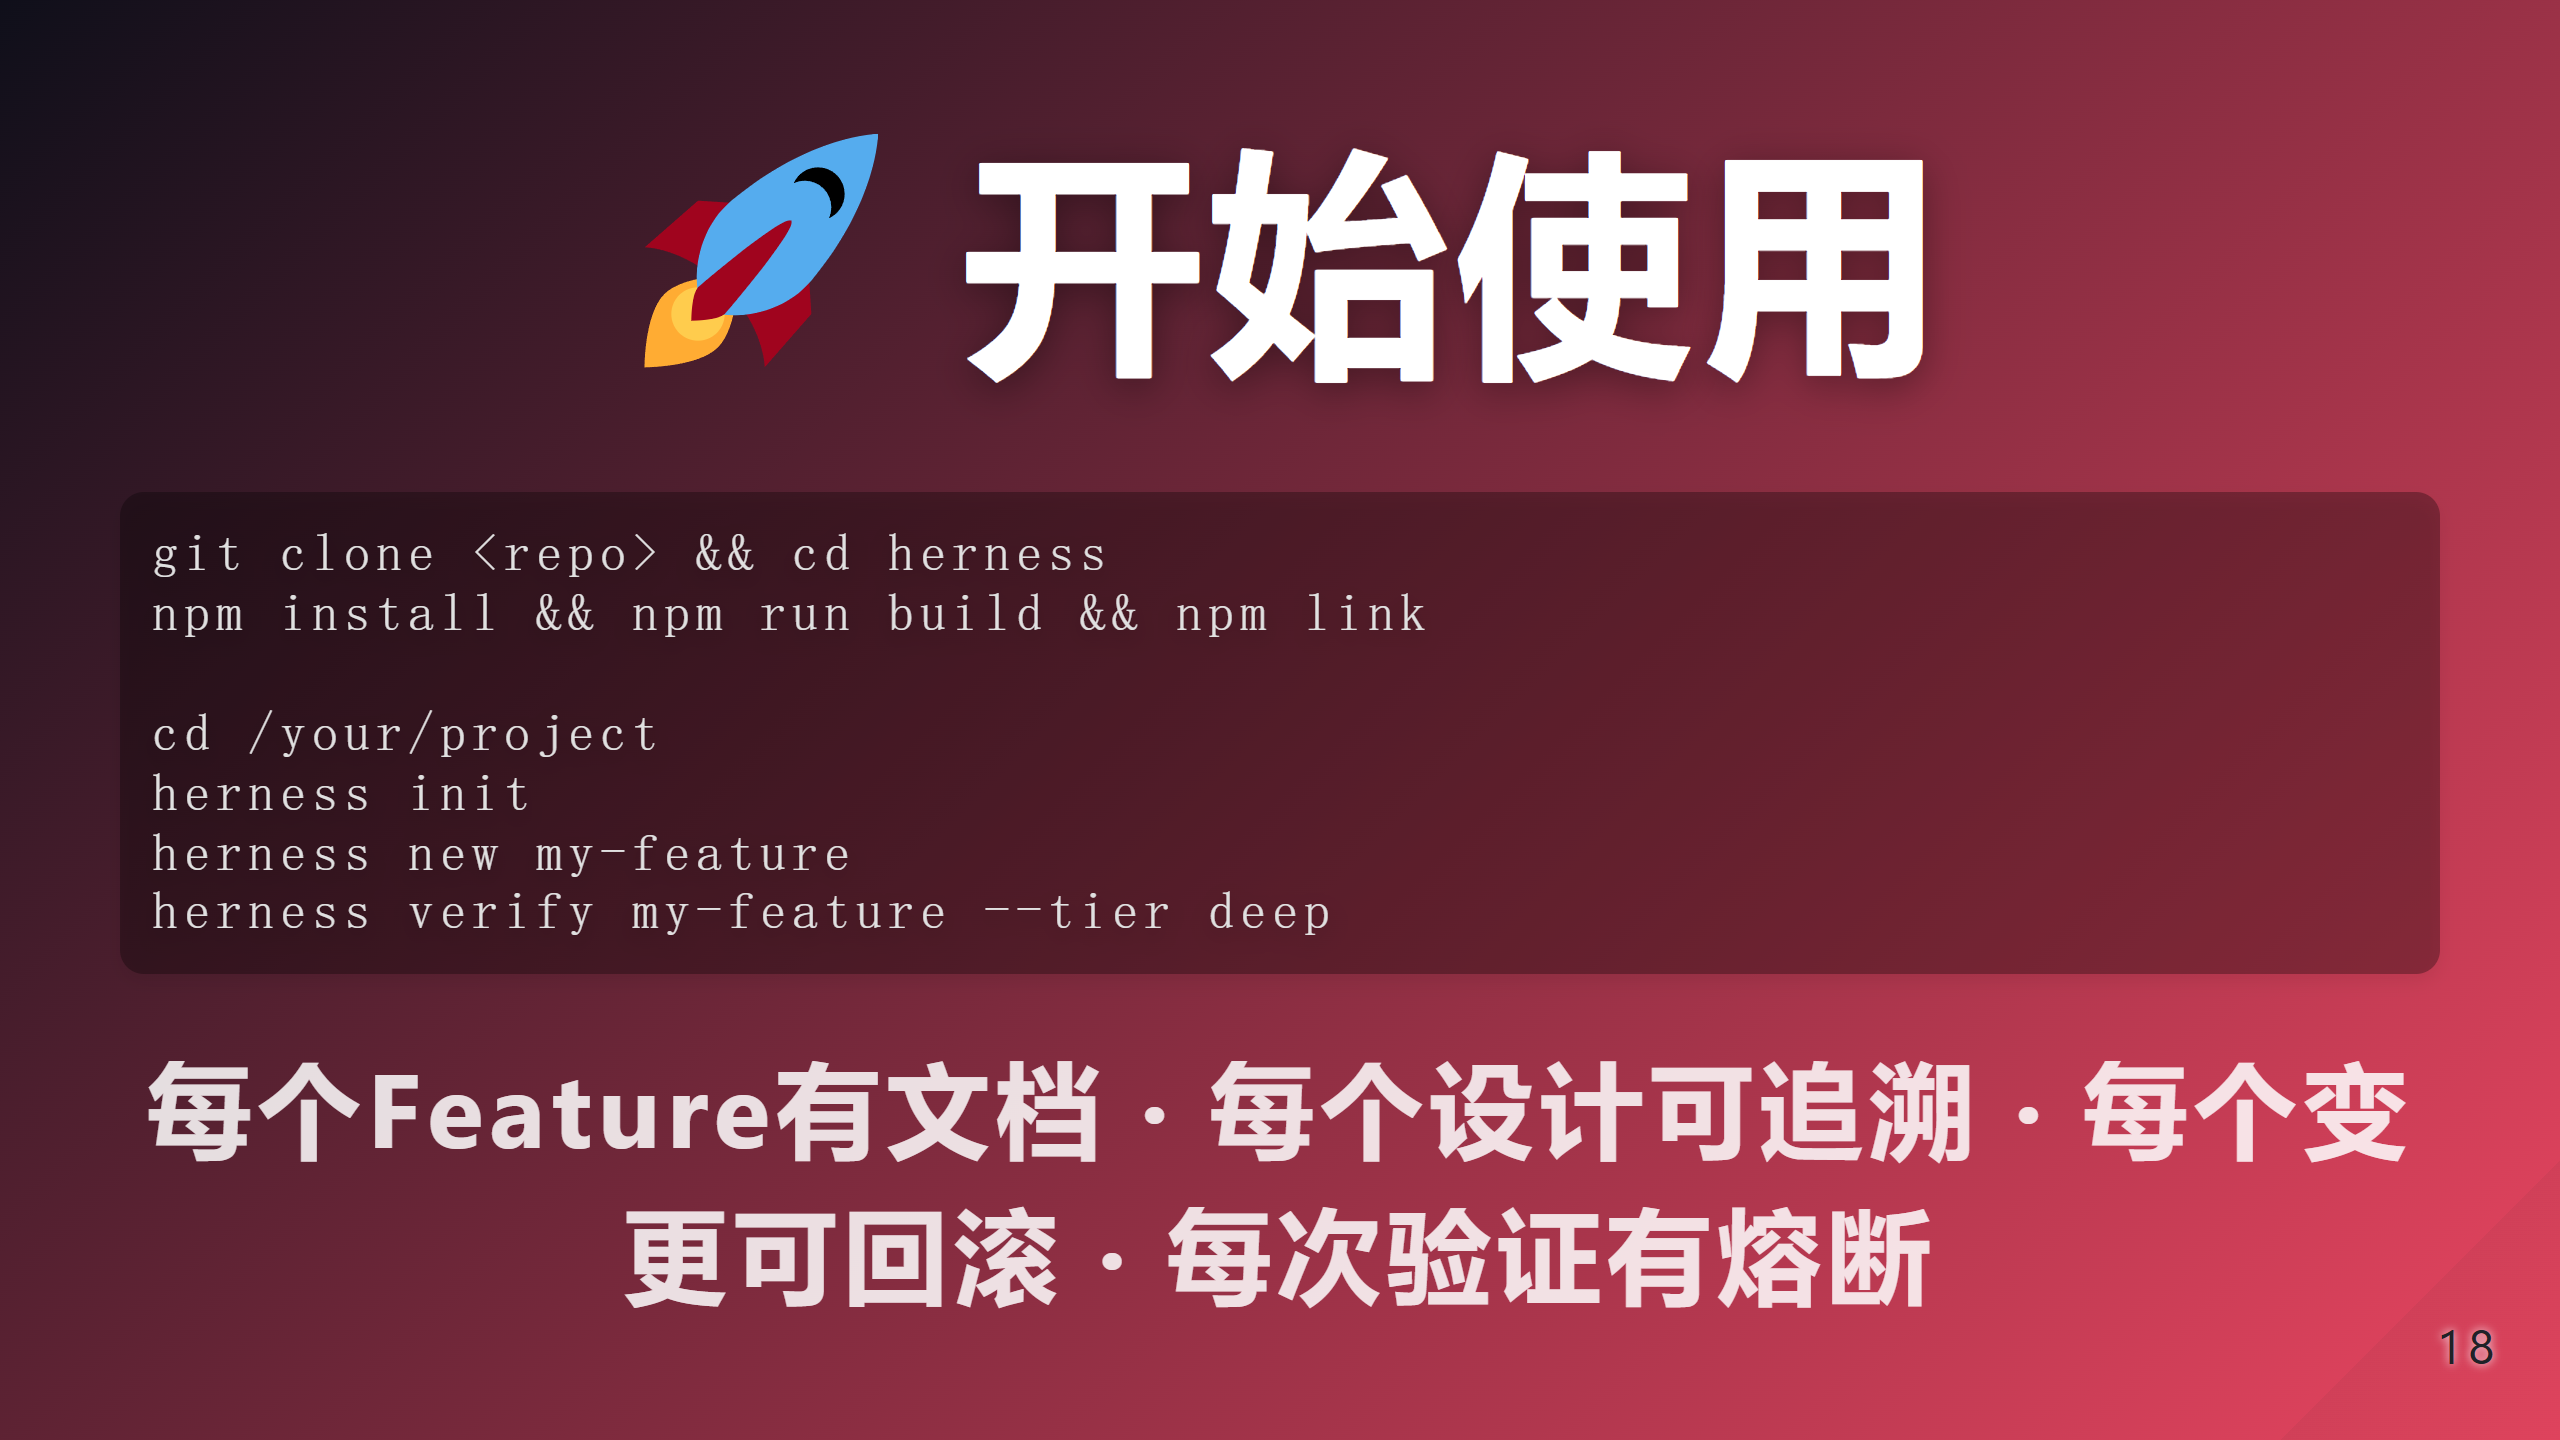 🚀 开始使用
git clone <repo> && cd herness
npm install && npm run build && npm link
cd /your/project
herness init
herness new my-feature
herness verify my-feature --tier deep
每个Feature有文档 · 每个设计可追溯 · 每个变
更可回滚 · 每次验证有熔断
18